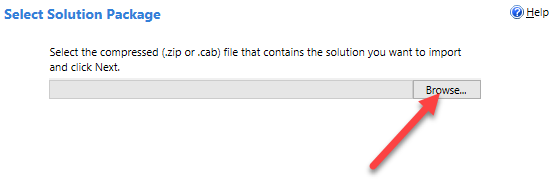 Select Solution Package
Help
Select the compressed (.zip or .cab) file that contains the solution you want to import
and click Next.
Browse...